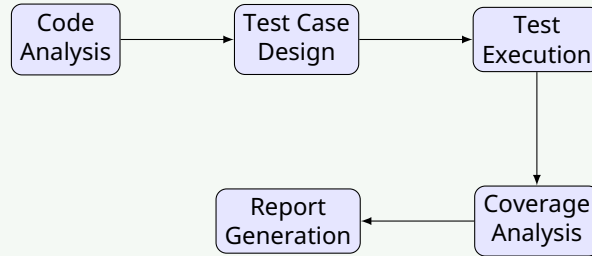 Code
Analysis
Test Case
Design
Test
Execution
Coverage
Analysis
Report
Generation